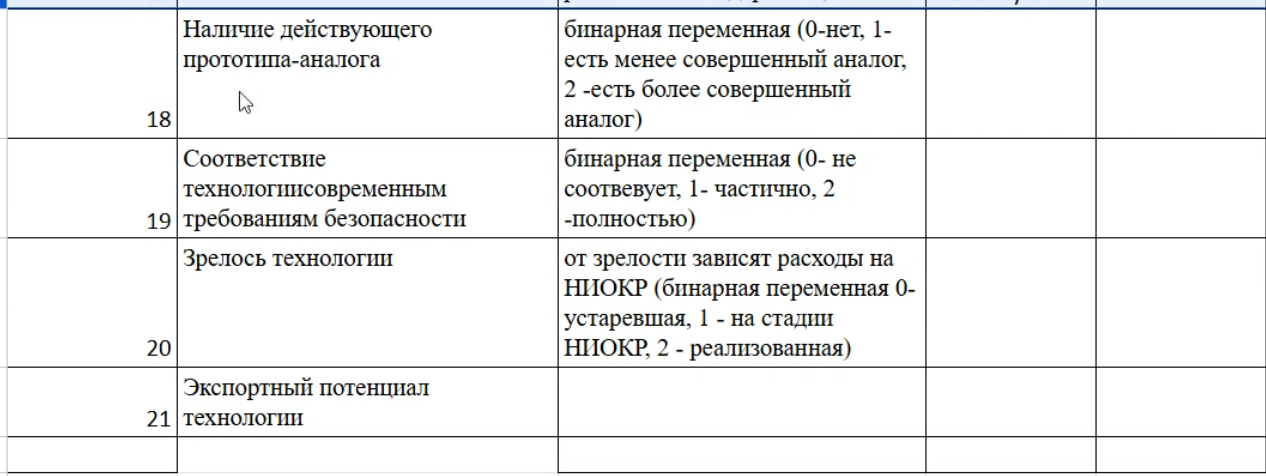 Наличие действующего
прототипа-аналога
18
бинарная переменная (0-нет, 1-
есть менее совершенный аналог,
2 -есть более совершенный
аналог)
Соответствие
технологиисовременным
требованиям безопасности
19
бинарная переменная (0- не
соотвевует, 1- частично, 2
-полностью)
Зрелось технологии
20
от зрелости зависят расходы на
НИОКР (бинарная переменная 0-
устаревшая, 1 - на стадии
НИОКР, 2 - реализованная)
Экспортный потенциал
технологии
21